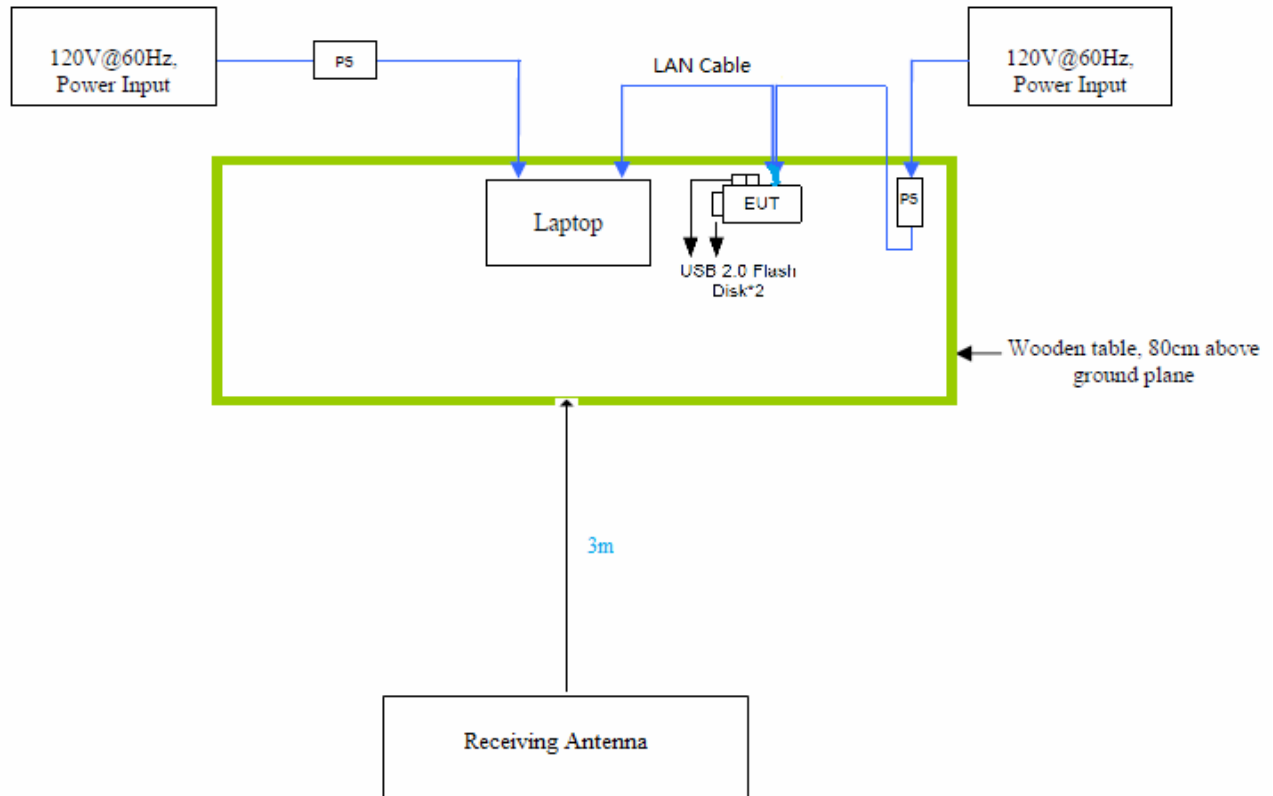 120V@60Hz,
Power Input
PS
LAN Cable
120V@60Hz,
Power Input
Laptop
EUT
PS
USB 2.0 Flash
Disk*2
Wooden table, 80cm above
ground plane
3m
Receiving Antenna